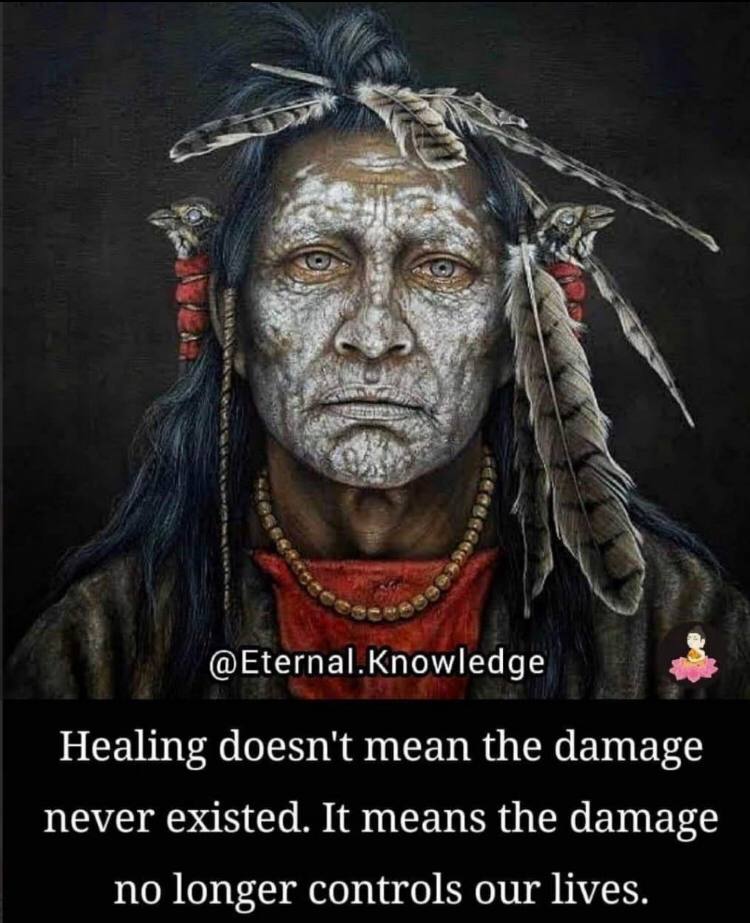 @Eternal.Knowledge
Healing doesn't mean the damage
never existed. It means the damage
no longer controls our lives.